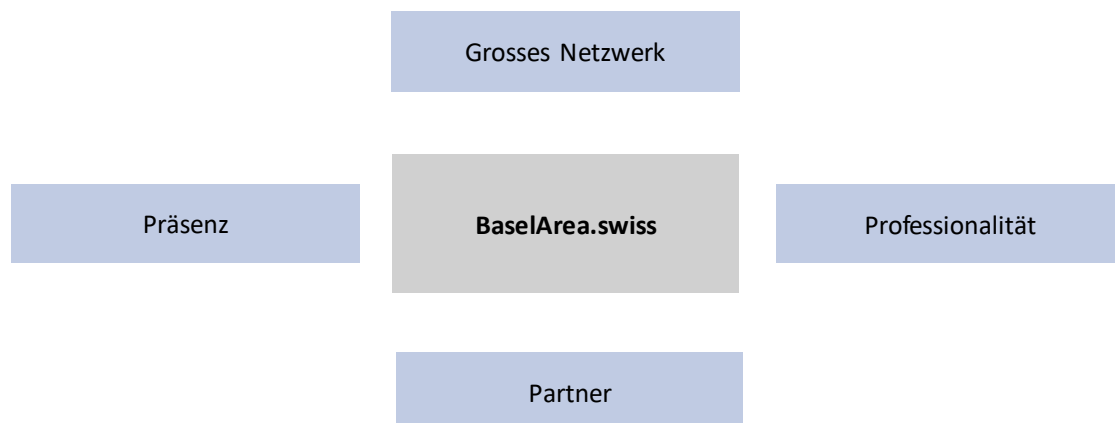 Grosses Netzwerk
Präsenz
BaselArea.swiss
Professionalität
Partner